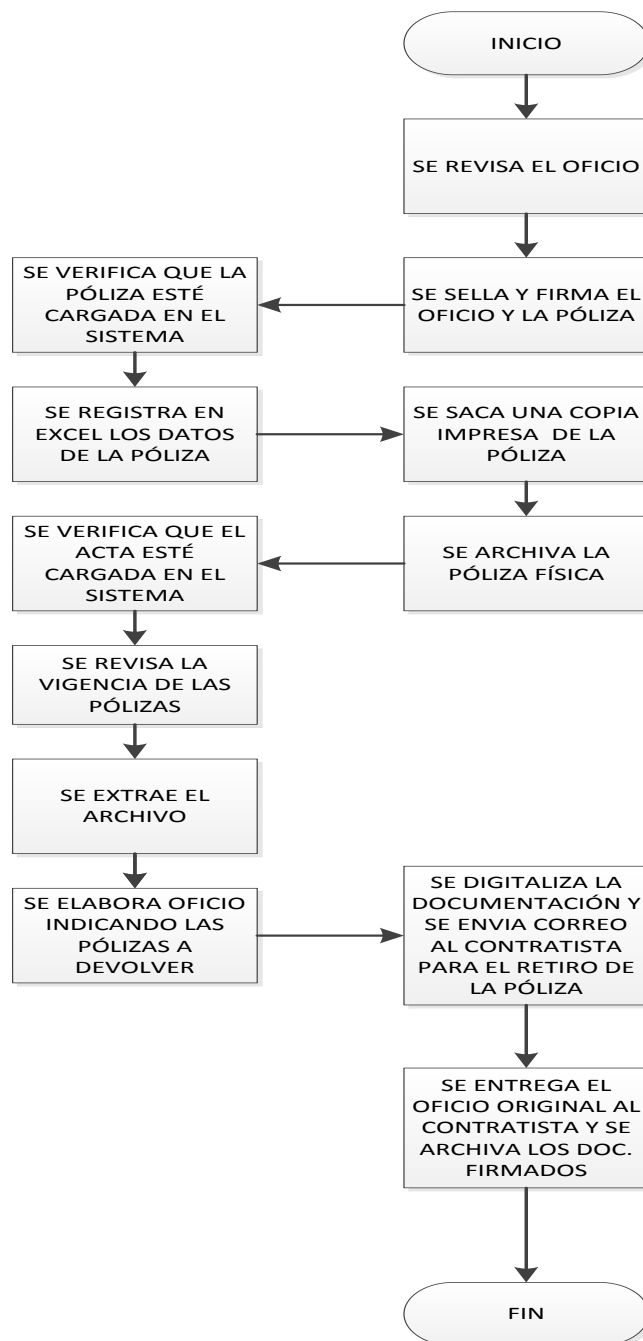 INICIO
SE REVISA EL OFICIO
SE SELLA Y FIRMA EL
OFICIO Y LA PÓLIZA
SE VERIFICA QUE LA
PÓLIZA ESTÉ
CARGADA EN EL
SISTEMA
SE REGISTRA EN
EXCEL LOS DATOS
DE LA PÓLIZA
SE SACA UNA COPIA
IMPRESA DE LA
PÓLIZA
SE ARCHIVA LA
PÓLIZA FÍSICA
SE VERIFICA QUE EL
ACTA ESTÉ
CARGADA EN EL
SISTEMA
SE REVISA LA
VIGENCIA DE LAS
PÓLIZAS
SE EXTRAE EL
ARCHIVO
SE ELABORA OFICIO
INDICANDO LAS
PÓLIZAS A
DEVOLVER
SE DIGITALIZA LA
DOCUMENTACIÓN Y
SE ENVIA CORREO
AL CONTRATISTA
PARA EL RETIRO DE
LA PÓLIZA
SE ENTREGA EL
OFICIO ORIGINAL AL
CONTRATISTA Y SE
ARCHIVA LOS DOC.
FIRMADOS
FIN